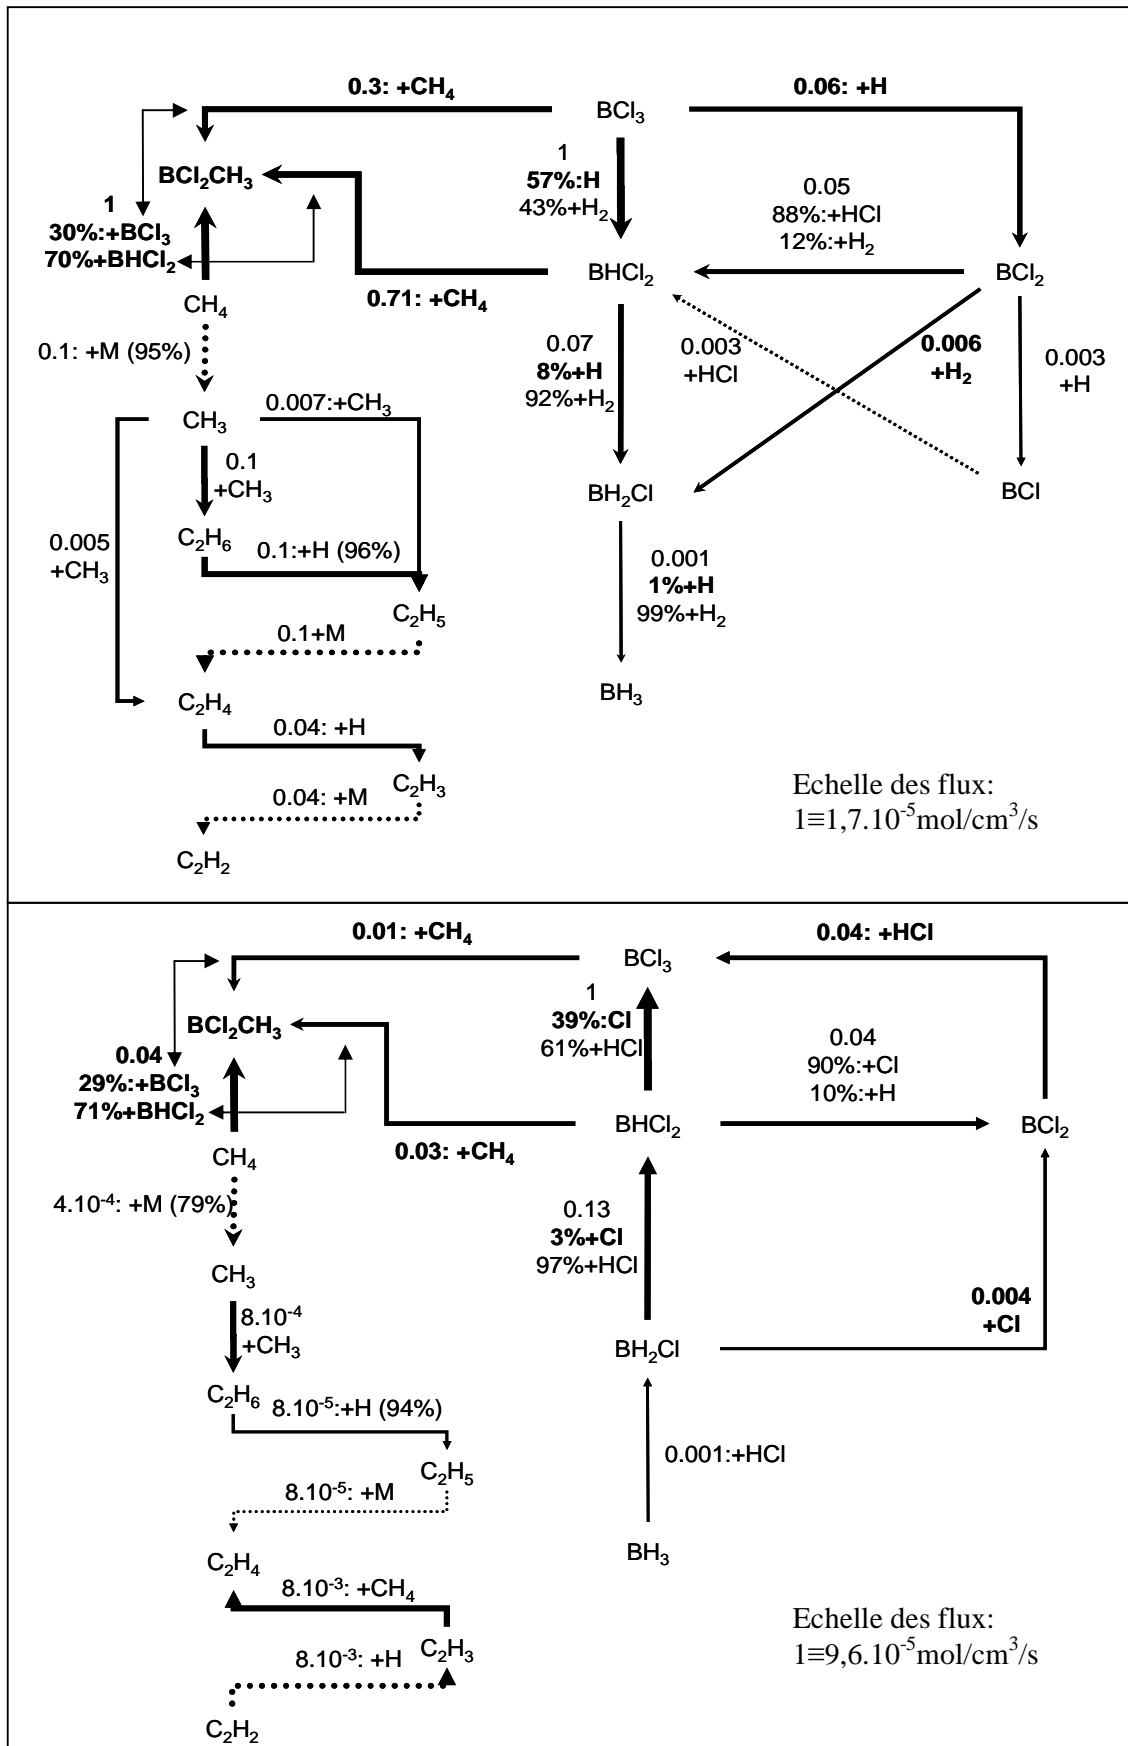 0.3: +CH4
0.06: +H
BCl3
BCl2CH3
1
57%:H
43%+H2
0.05
88%:+HCl
12%:+H2
1
30%:+BCl3
70%+BHCl2
BHCl2
BCl2
CH4
0.71: +CH4
0.1: +M (95%)
0.07
8%+H
92%+H2
0.003
+HCl
0.006
+H2
0.003
+H
CH3
0.007:+CH3
0.1
+CH3
BH2Cl
BCl
0.005
+CH3
C2H6
0.1:+H (96%)
0.001
1%+H
99%+H2
C2H5
0.1+M
C2H4
BH3
0.04: +H
C2H3
0.04: +M
C2H2
Echelle des flux:
1≡1,7.10-5mol/cm3/s
0.01: +CH4
0.04: +HCl
BCl3
BCl2CH3
1
39%:Cl
61%+HCl
0.04
29%:+BCl3
71%+BHCl2
0.04
90%:+Cl
10%:+H
BHCl2
BCl2
0.03: +CH4
CH4
4.10-4: +M (79%)
0.13
3%+Cl
97%+HCl
CH3
8.10-4
+CH3
0.004
+Cl
BH2Cl
C2H6
8.10-5:+H (94%)
0.001:+HCl
C2H5
8.10-5: +M
C2H4
BH3
8.10-3: +CH4
C2H3
8.10-3: +H
C2H2
Echelle des flux:
1≡9,6.10-5mol/cm3/s